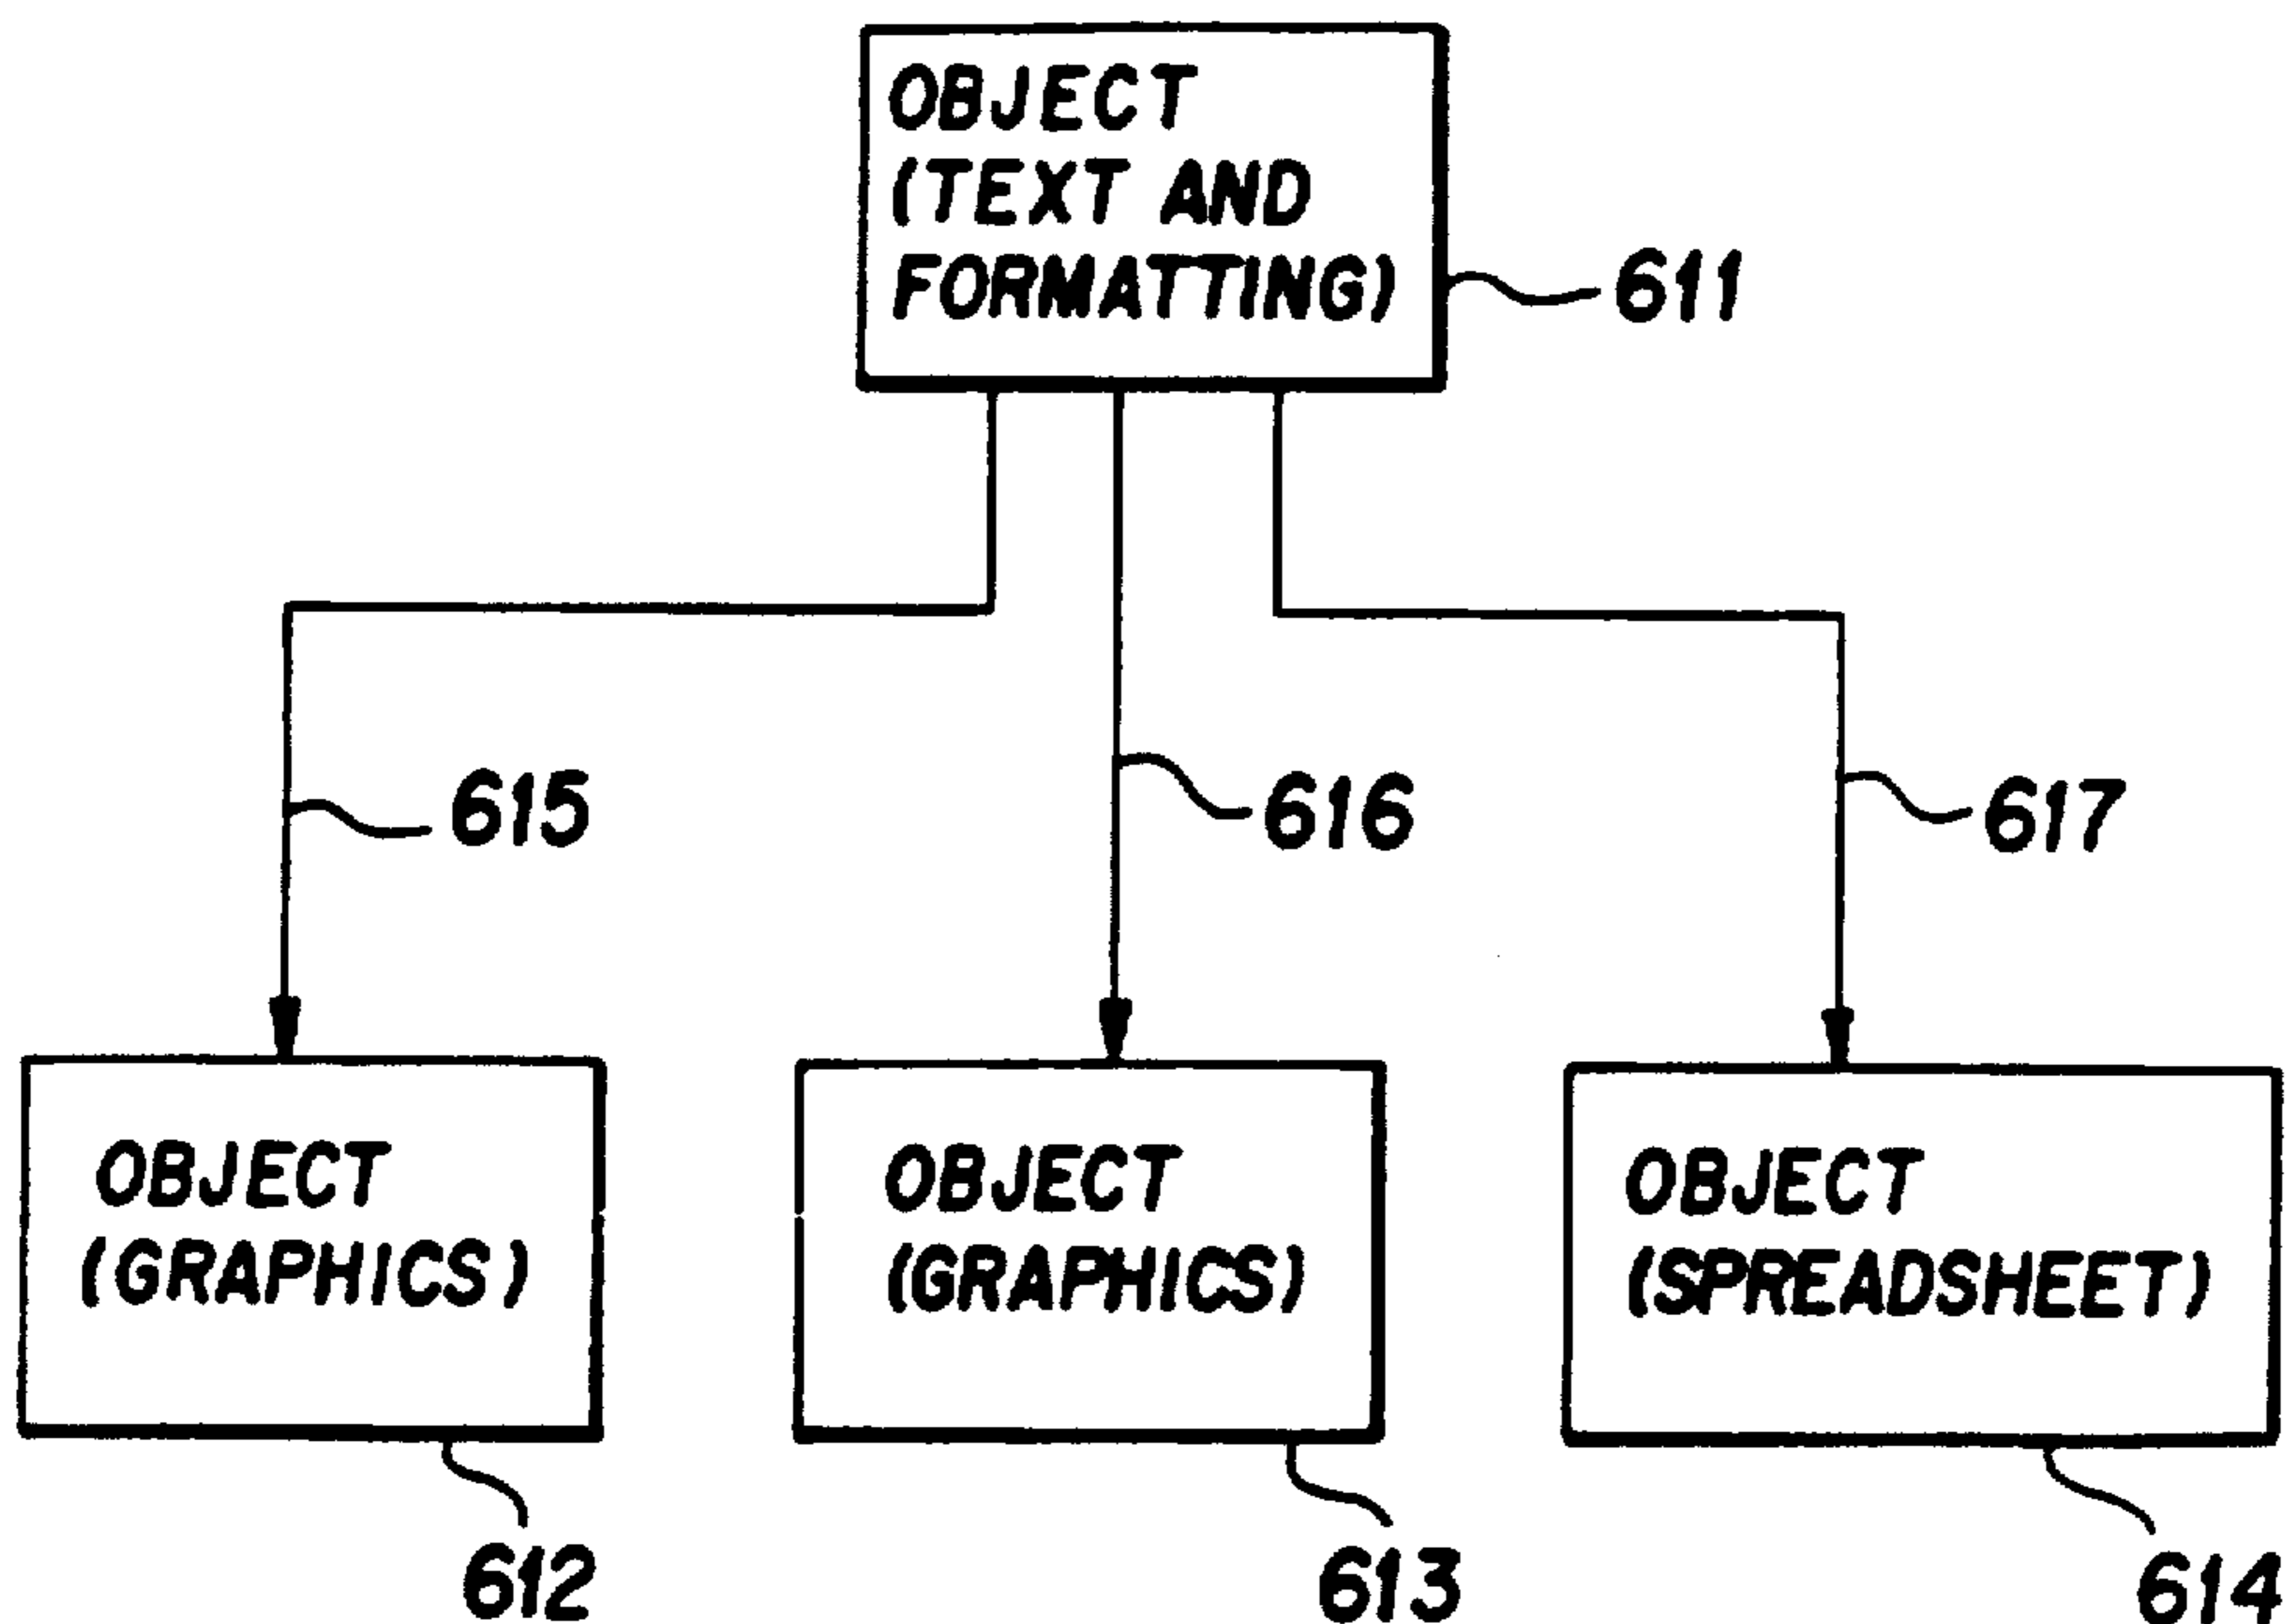 OBJECT
(TEXT AND
FORMATTING)
611
615
616
617
OBJECT
(GRAPHICS)
OBJECT
(GRAPHICS)
OBJECT
(SPREADSHEET)
612
613
614